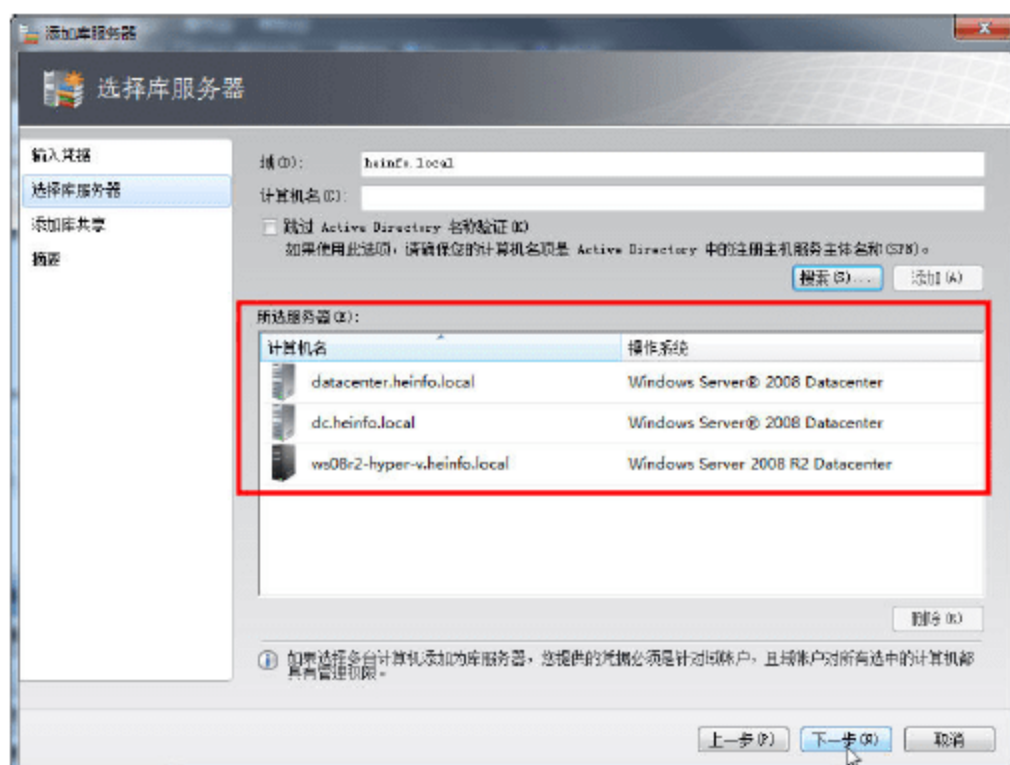 添加库服务器
选择库服务器
输入凭据
选择库服务器
添加库共享
摘要
域(D): heinfo.local
计算机名(C):
跳过 Active Directory 名称验证(K)
如果使用此选项，请确保您的计算机名项是 Active Directory 中的注册主机服务主体名称(SPN)。
搜索(S)... 添加(A)
所选服务器(E):
计算机名 操作系统
datacenter.heinfo.local Windows Server® 2008 Datacenter
dc.heinfo.local Windows Server® 2008 Datacenter
ws08r2-hyper-v.heinfo.local Windows Server 2008 R2 Datacenter
删除(R)
如果选择多台计算机添加为库服务器，您提供的凭据必须是针对域帐户，且域帐户对所有选中的计算机都
具有管理权限。
上一步(P) 下一步(N) 取消